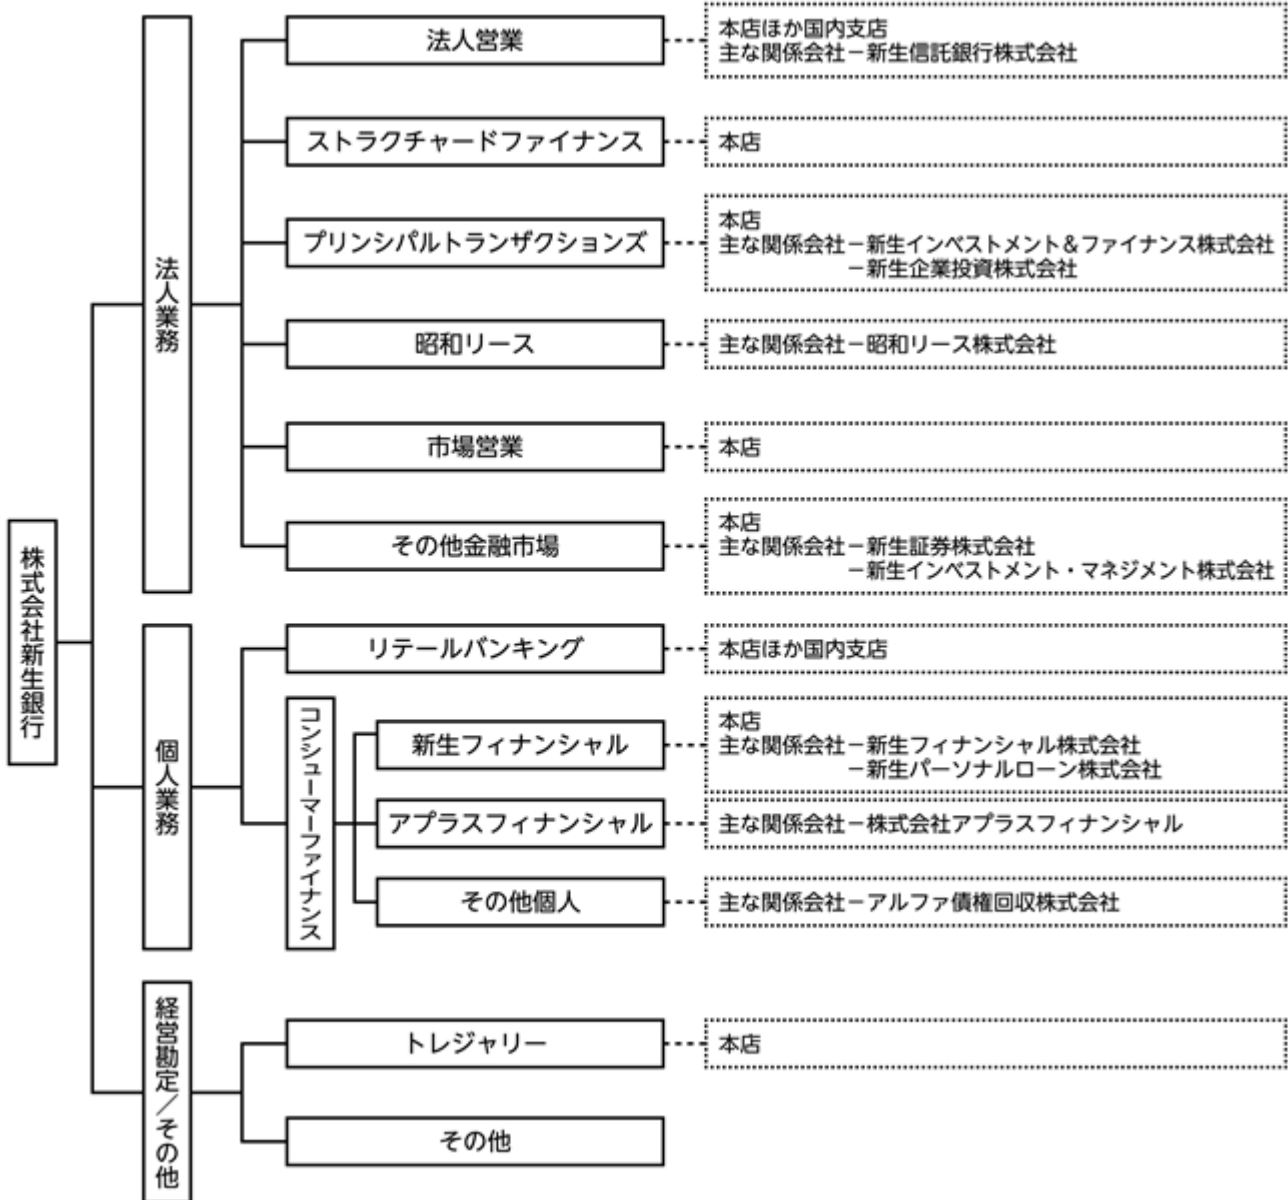 株式会社新生銀行
法人業務
法人営業
本店ほか国内支店
主な関係会社－新生信託銀行株式会社
ストラクチャードファイナンス
本店
プリンシパルトランザクションズ
本店
主な関係会社－新生インベストメント＆ファイナンス株式会社
－新生企業投資株式会社
昭和リース
主な関係会社－昭和リース株式会社
市場営業
本店
その他金融市場
本店
主な関係会社－新生証券株式会社
－新生インベストメント・マネジメント株式会社
個人業務
リテールバンキング
本店ほか国内支店
コンシューマーファイナンス
新生フィナンシャル
本店
主な関係会社－新生フィナンシャル株式会社
－新生パーソナルローン株式会社
アプラスフィナンシャル
主な関係会社－株式会社アプラスフィナンシャル
その他個人
主な関係会社－アルファ債権回収株式会社
経営勘定／その他
トレジャリー
本店
その他